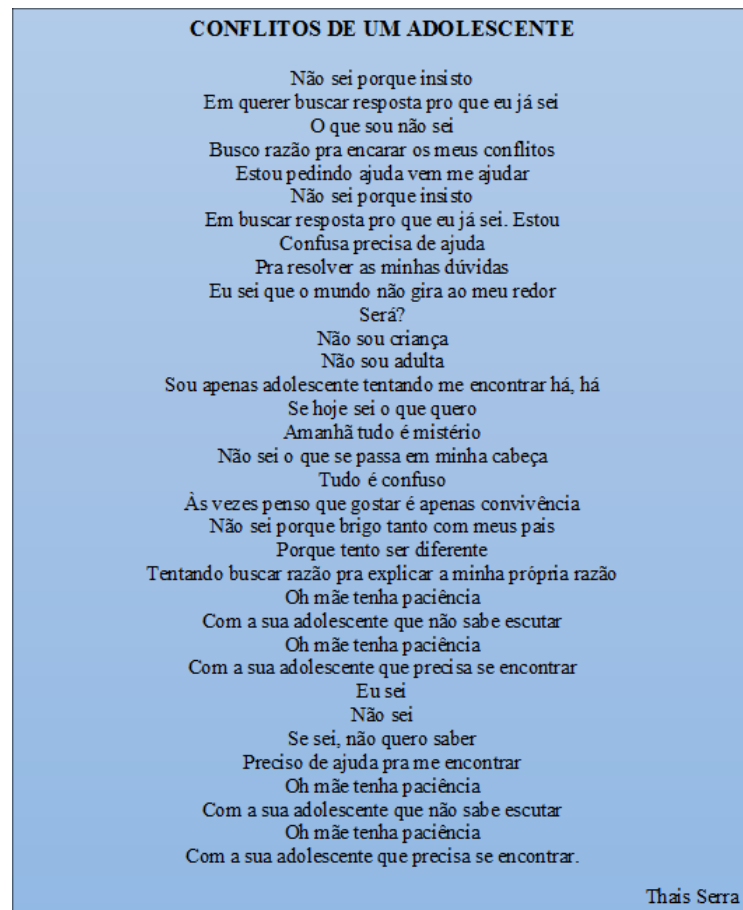 CONFLITOS DE UM ADOLESCENTE
Não sei porque insisto
Em querer buscar resposta pro que eu já sei
O que sou não sei
Busco razão pra encarar os meus conflitos
Estou pedindo ajuda vem me ajudar
Não sei porque insisto
Em buscar resposta pro que eu já sei. Estou
Confusa precisa de ajuda
Pra resolver as minhas dúvidas
Eu sei que o mundo não gira ao meu redor
Será?
Não sou criança
Não sou adulta
Sou apenas adolescente tentando me encontrar há, há
Se hoje sei o que quero
Amanhã tudo é mistério
Não sei o que se passa em minha cabeça
Tudo é confuso
Às vezes penso que gostar é apenas convivência
Não sei porque brigo tanto com meus pais
Porque tento ser diferente
Tentando buscar razão pra explicar a minha própria razão
Oh mãe tenha paciência
Com a sua adolescente que não sabe escutar
Oh mãe tenha paciência
Com a sua adolescente que precisa se encontrar
Eu sei
Não sei
Se sei, não quero saber
Preciso de ajuda pra me encontrar
Oh mãe tenha paciência
Com a sua adolescente que não sabe escutar
Oh mãe tenha paciência
Com a sua adolescente que precisa se encontrar.
Thais Serra